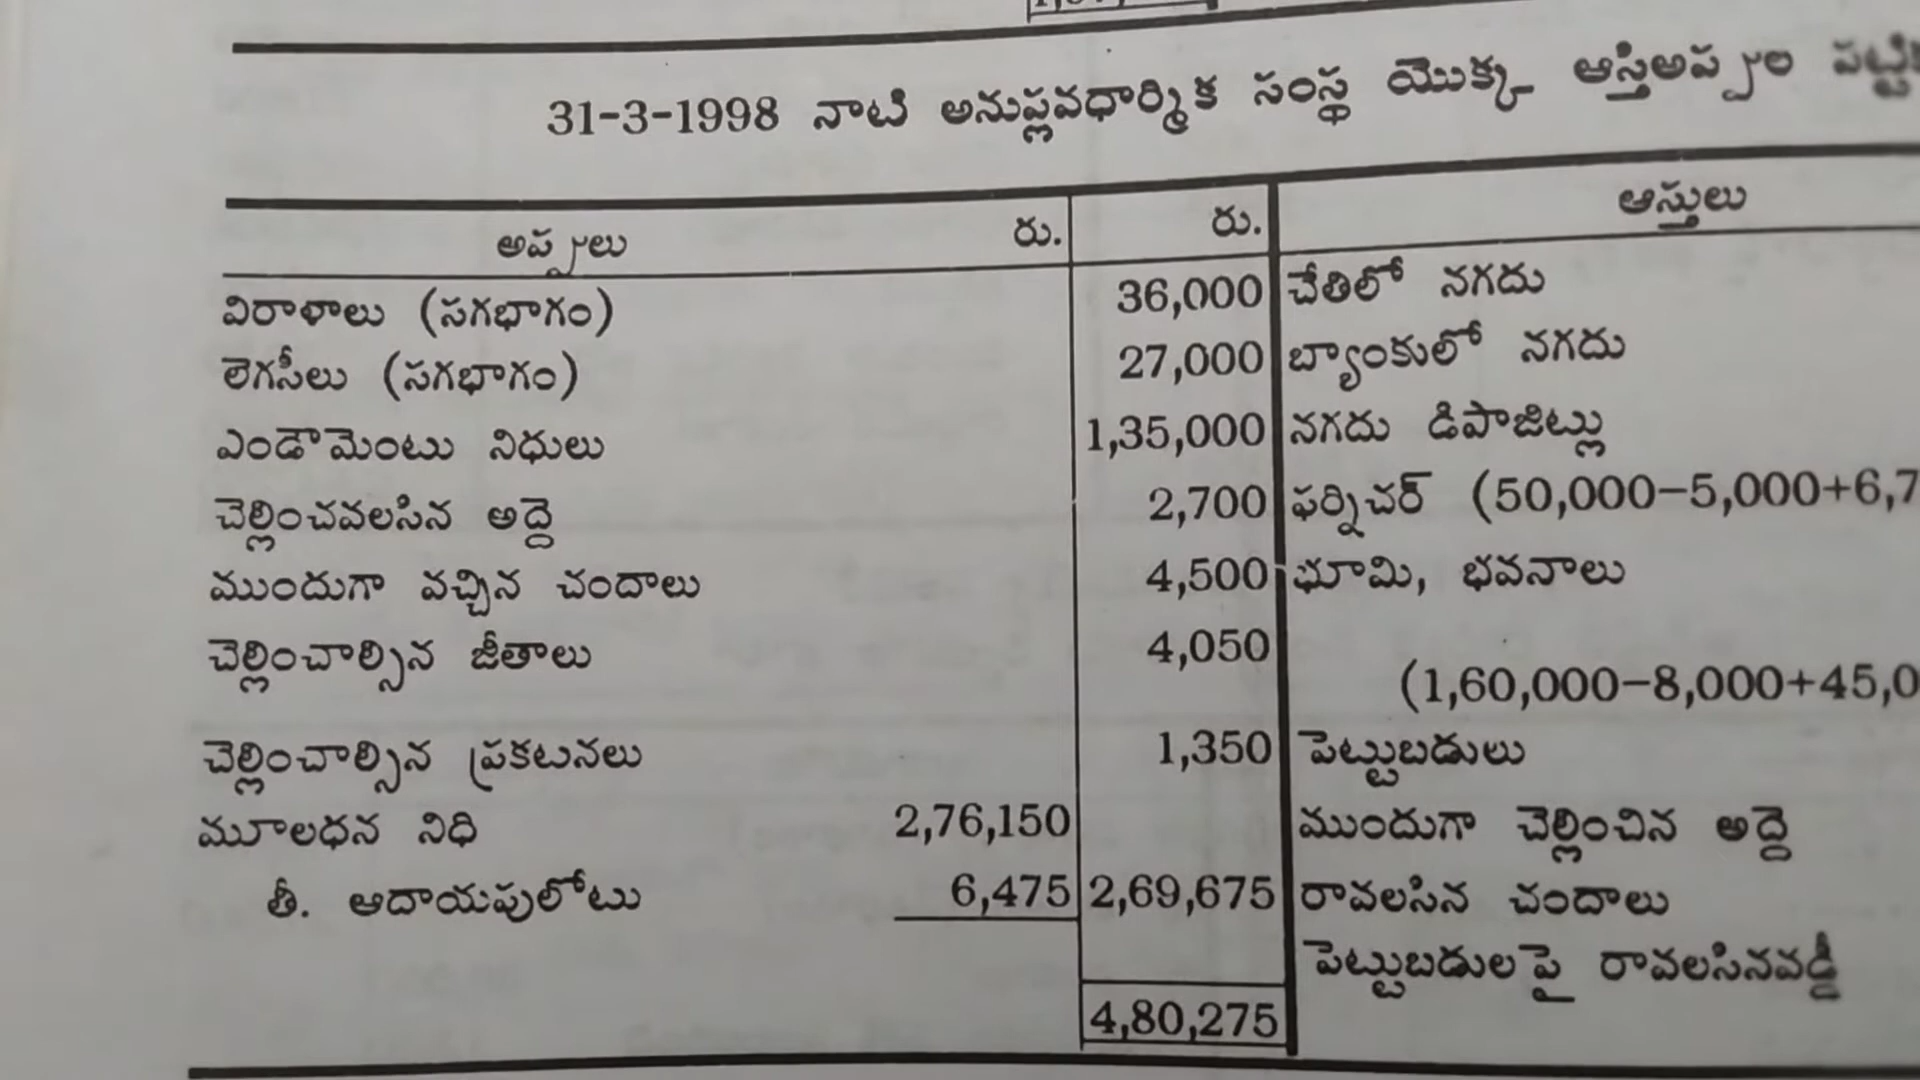 31-3-1998 నాటి అనుప్లవధార్మిక సంస్థ యొక్క ఆస్తిఅప్పుల
అప్పులు రు. రు. ఆస్తులు
విరాళాలు (సగభాగం) 36,000 చేతిలో నగదు
లెగసీలు (సగభాగం) 27,000 బ్యాంకులో నగదు
ఎండౌమెంటు నిధులు 1,35,000 నగదు డిపాజిట్లు
చెల్లించవలసిన అద్దె 2,700 ఫర్నిచర్ (50,000-5,000+6,7
ముందుగా వచ్చిన చందాలు 4,500 భూమి, భవనాలు
చెల్లించాల్సిన జీతాలు 4,050
(1,60,000-8,000+45,0
చెల్లించాల్సిన ప్రకటనలు 1,350 పెట్టుబడులు
మూలధన నిధి 2,76,150 ముందుగా చెల్లించిన అద్దె
తీ. ఆదాయపులోటు 6,475 2,69,675 రావలసిన చందాలు
పెట్టుబడులపై రావలసినవడ్డీ
4,80,275